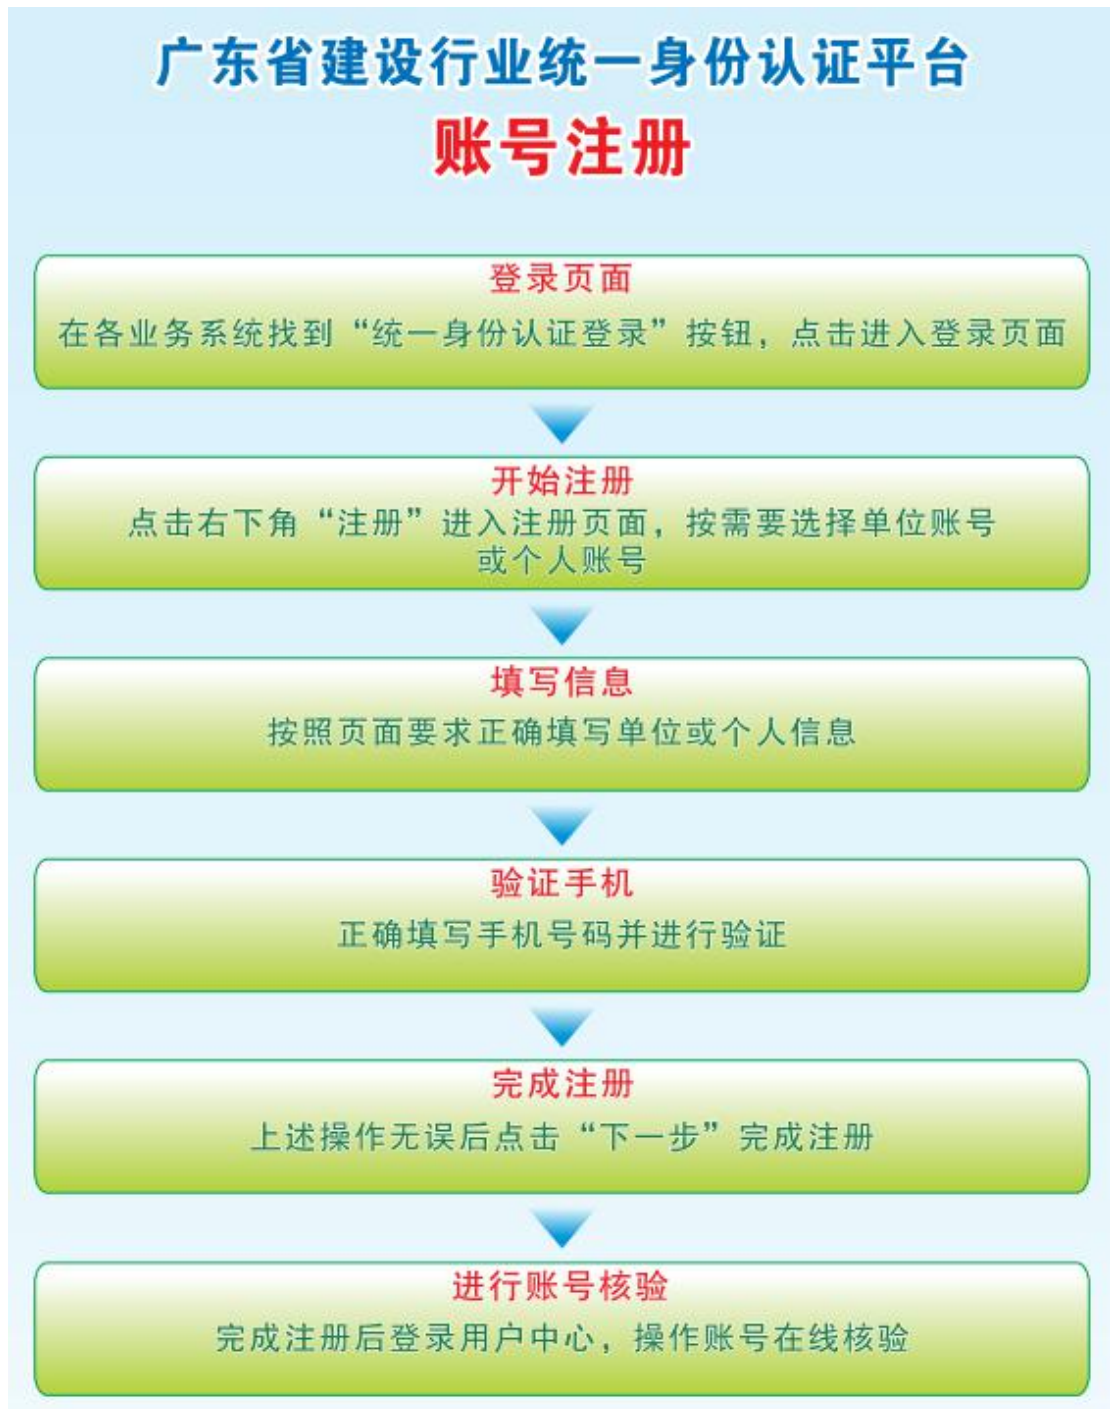 广东省建设行业统一身份认证平台
账号注册
登录页面
在各业务系统找到“统一身份认证登录”按钮，点击进入登录页面
开始注册
点击右下角“注册”进入注册页面，按需要选择单位账号
或个人账号
填写信息
按照页面要求正确填写单位或个人信息
验证手机
正确填写手机号码并进行验证
完成注册
上述操作无误后点击“下一步”完成注册
进行账号核验
完成注册后登录用户中心，操作账号在线核验